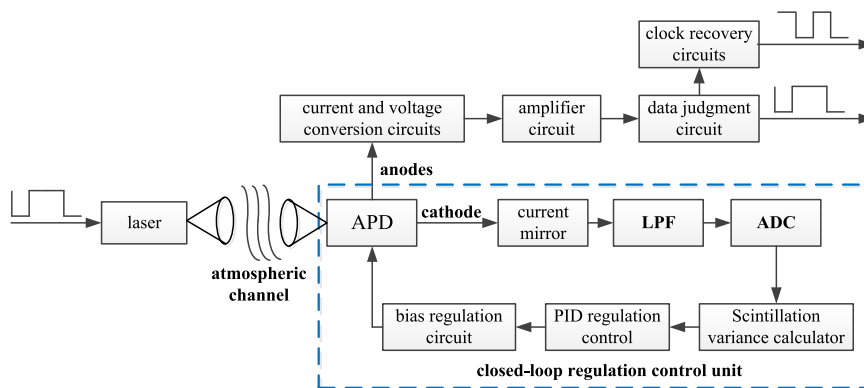 clock recovery
circuits
current and voltage
conversion circuits
amplifier
circuit
data judgment
circuit
anodes
laser
atmospheric
channel
APD
cathode
current
mirror
LPF
ADC
bias regulation
circuit
PID regulation
control
Scintillation
variance calculator
closed-loop regulation control unit